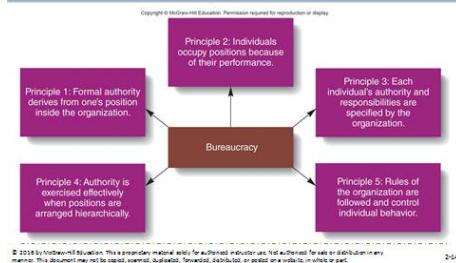 Copyright © McGraw-Hill Education. Permission required for reproduction or display.
Principle 2: Individuals
occupy positions because
of their performance.
Principle 1: Formal authority
derives from one's position
inside the organization.
Principle 3: Each
individual's authority and
responsibilities are
specified by the
organization.
Bureaucracy
Principle 4: Authority is
exercised effectively
when positions are
arranged hierarchically.
Principle 5: Rules of
the organization are
followed and control
individual behavior.
© 2016 by McGraw-Hill Education. This is proprietary material solely for authorized instructor use. Not authorized for sale or distribution in any
manner. This document may not be copied, scanned, duplicated, forwarded, distributed, or posted on a website, in whole or part.